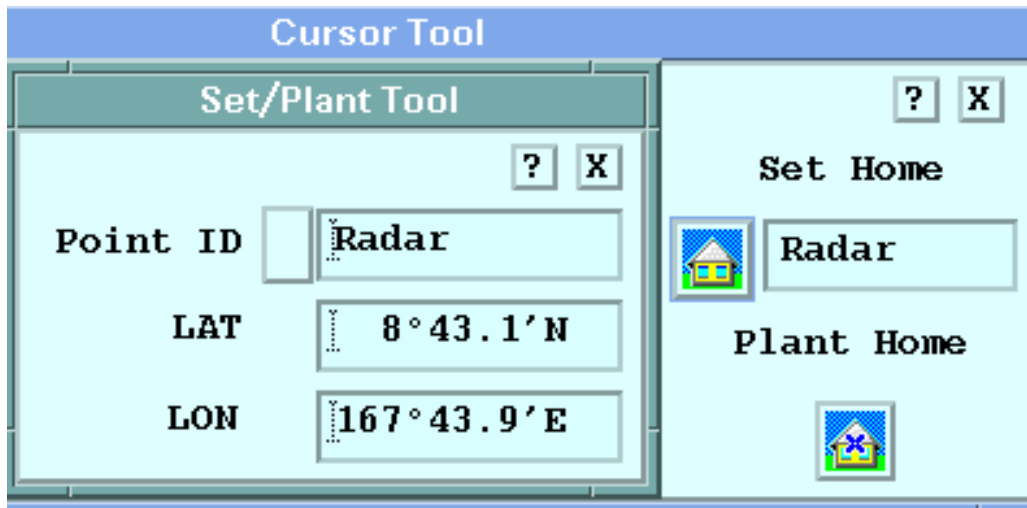 Cursor Tool
Set/Plant Tool
? X
Point ID Radar
LAT 8°43.1′N
LON 167°43.9′E
? X
Set Home
Radar
Plant Home